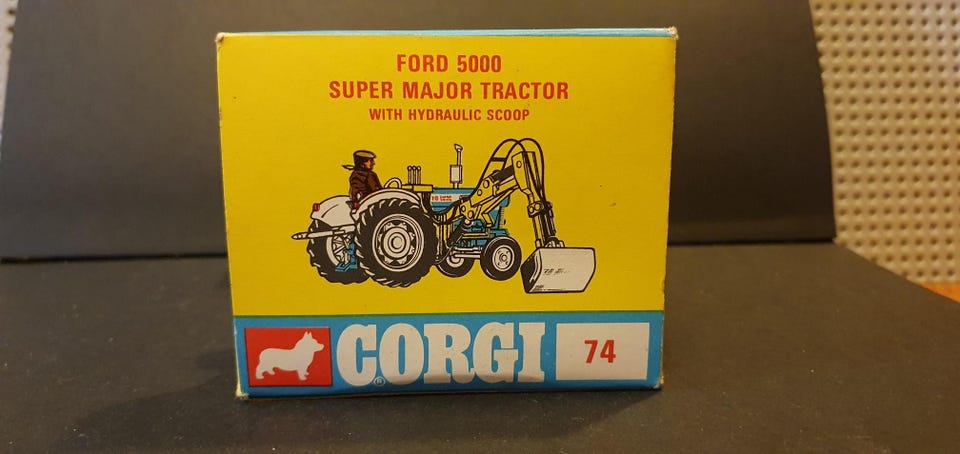 FORD 5000
SUPER MAJOR TRACTOR
WITH HYDRAULIC SCOOP
CORGI
®
74